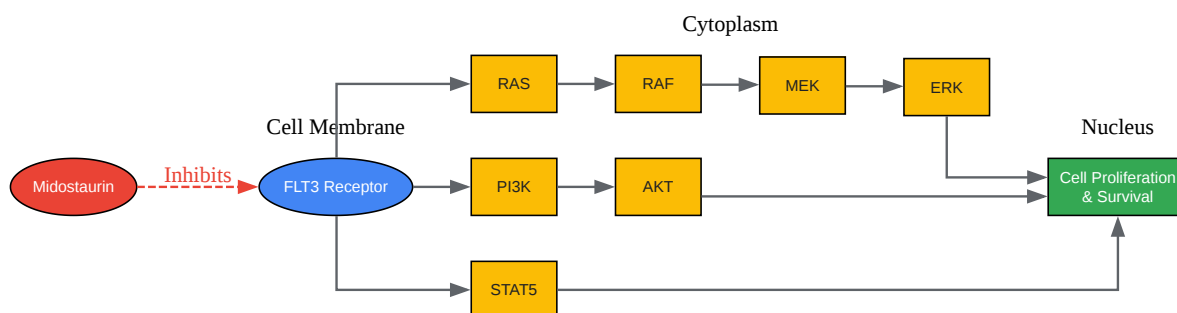 Cytoplasm
RAS
RAF
MEK
ERK
Cell Membrane
Nucleus
Midostaurin
Inhibits
FLT3 Receptor
PI3K
AKT
Cell Proliferation
& Survival
STAT5